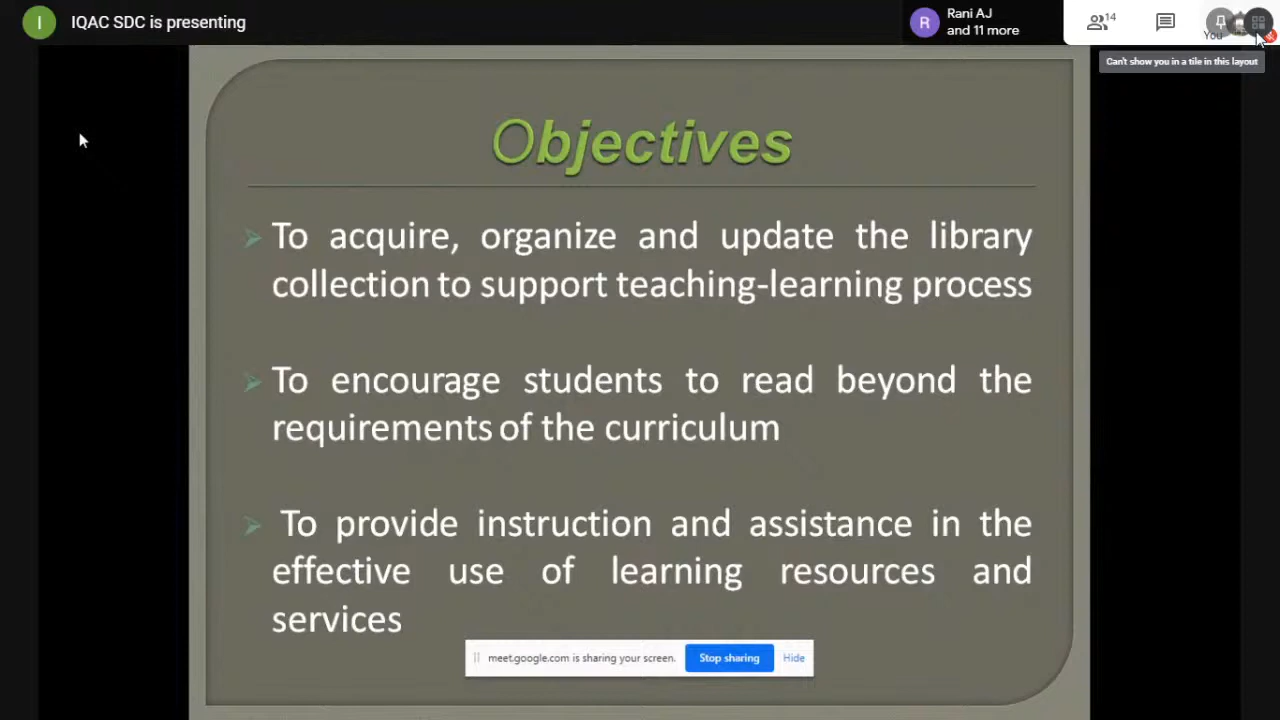 I IQAC SDC is presenting
R Rani AJ
and 11 more
14
You
Can't show you in a tile in this layout
Objectives
To acquire, organize and update the library
collection to support teaching-learning process
To encourage students to read beyond the
requirements of the curriculum
To provide instruction and assistance in the
effective use of learning resources and
services
meet.google.com is sharing your screen. Stop sharing Hide